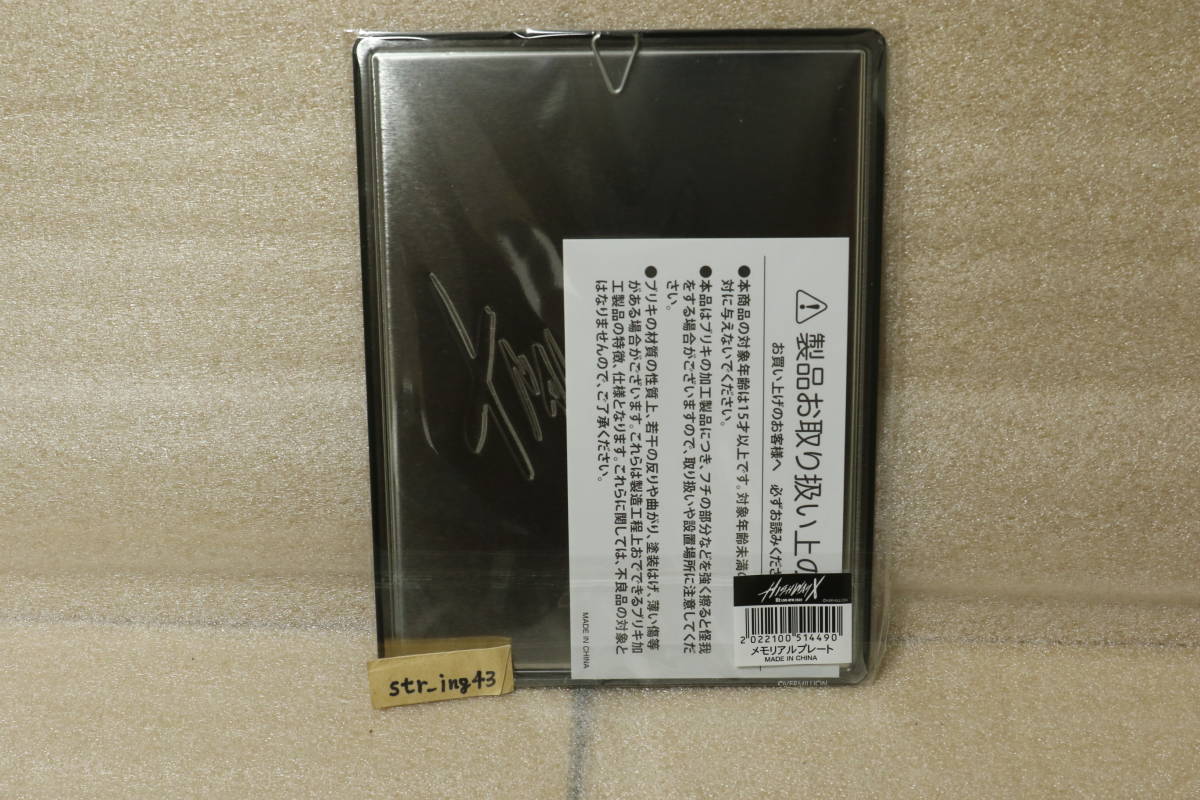 製品お取り扱い上の
お買い上げのお客様へ 必ずお読みくださ
●本商品の対象年齢は15才以上です。対象年齢未満の
対に与えないでください。
●本品はブリキの加工製品につき、フチの部分などを強く擦ると怪我
をする場合がございますので、取り扱いや設置場所に注意してくだ
さい。
●ブリキの材質の性質上、若干の反りや曲がり、塗装はげ、薄い傷等
がある場合がございます。これらは製造工程上おでできるブリキ加
工製品の特徴、仕様となります。これらに関しては、不良品の対象と
はなりませんので、ご了承ください。
MADE IN CHINA
HIGHWAY X
2022100514490
メモリアルプレート
MADE IN CHINA
OVERMILLION
str_ing43